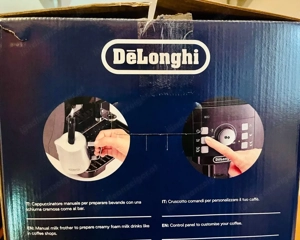 DēLonghi
DēLonghi
IT: Cappuccinatore manuale per preparare bevande con una
schiuma cremosa come al bar.
IT: Cruscotto comandi per personalizzare il tuo caffè.
EN: Manual milk frother to prepare creamy foam milk drinks like
in coffee shops.
EN: Control panel to customise your coffee.